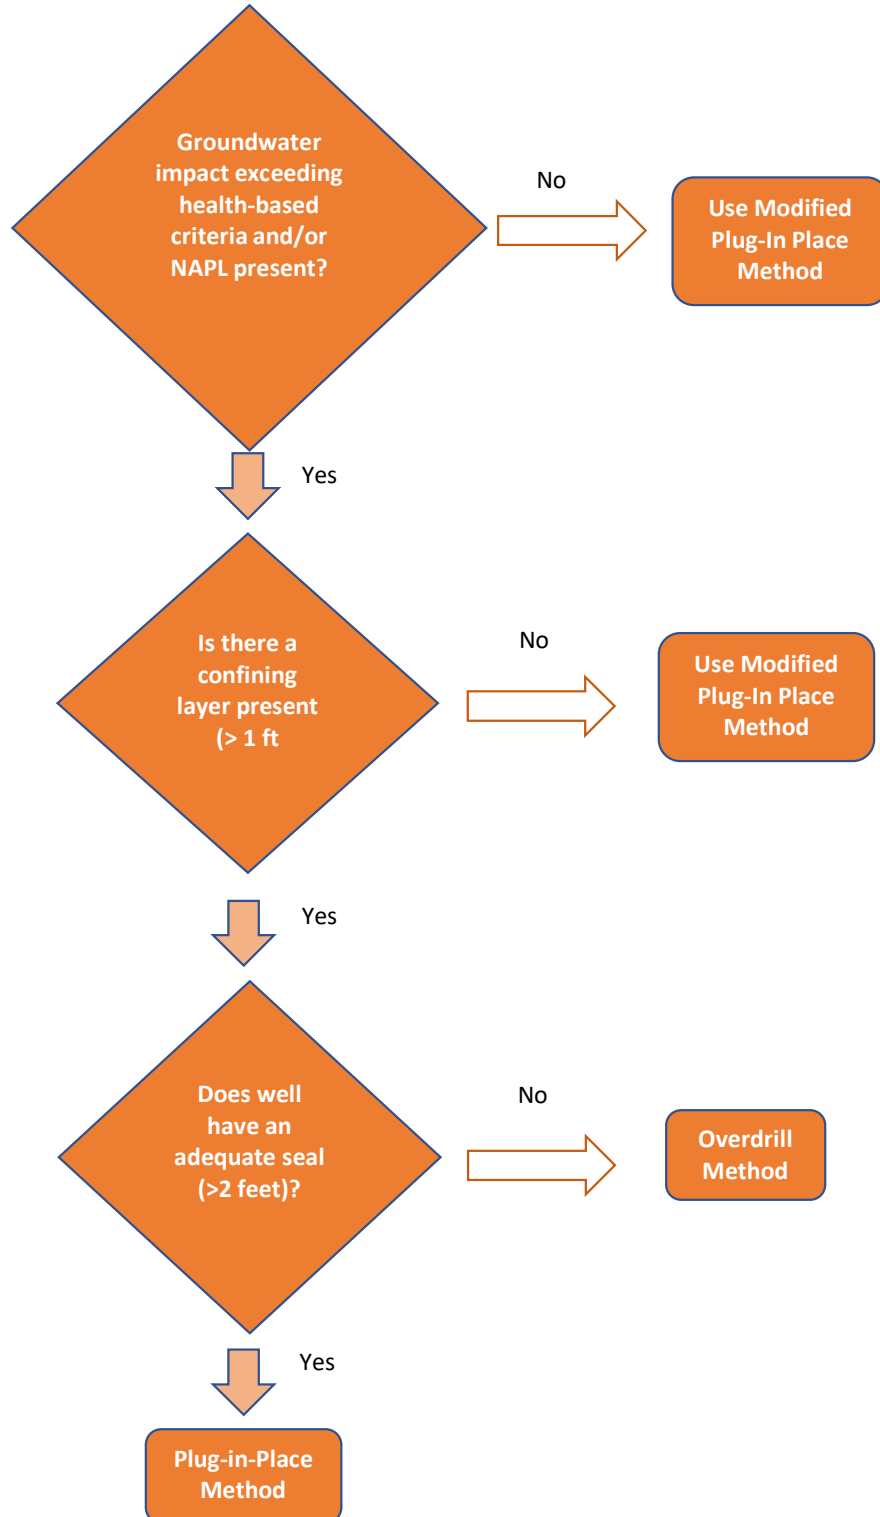 Groundwater
impact exceeding
health-based
criteria and/or
NAPL present?
No
Use Modified
Plug-In Place
Method
Yes
Is there a
confining
layer present
(> 1 ft
No
Use Modified
Plug-In Place
Method
Yes
Does well
have an
adequate seal
(>2 feet)?
No
Overdrill
Method
Yes
Plug-in-Place
Method